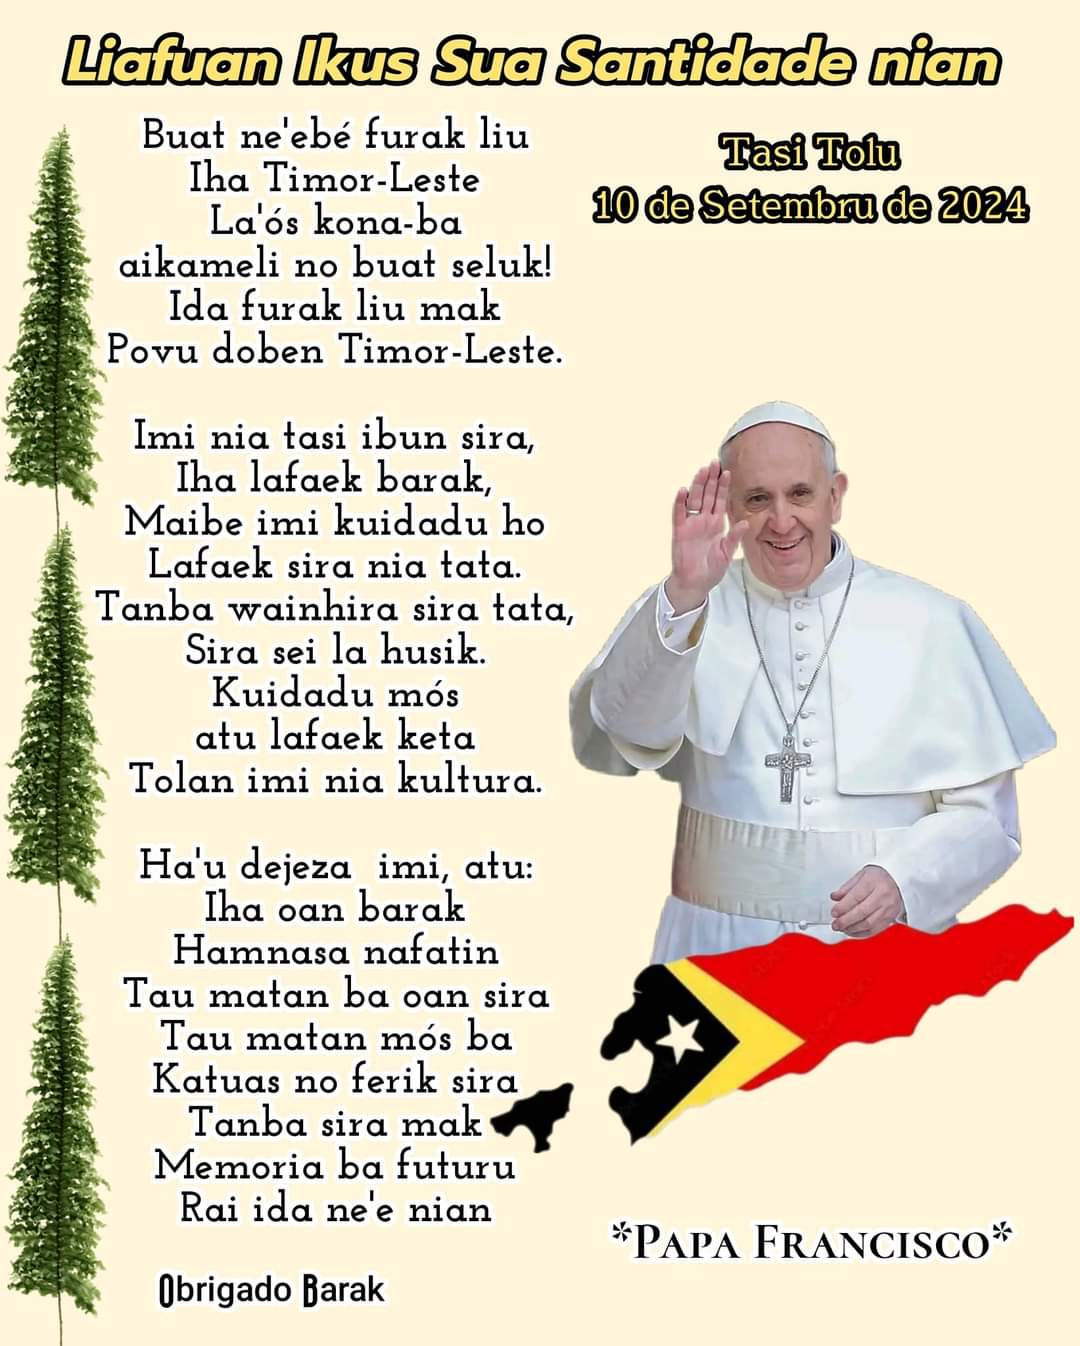 Liafuan Ikus Sua Santidade nian
Tasi Tolu
10 de Setembru de 2024
Buat ne'ebé furak liu
Iha Timor-Leste
La'ós kona-ba
aikameli no buat seluk!
Ida furak liu mak
Povu doben Timor-Leste.
Imi nia tasi ibun sira,
Iha lafaek barak,
Maibe imi kuidadu ho
Lafaek sira nia tata.
Tanba wainhira sira tata,
Sira sei la husik.
Kuidadu mós
atu lafaek keta
Tolan imi nia kultura.
Ha'u dejeza  imi, atu:
Iha oan barak
Hamnasa nafatin
Tau matan ba oan sira
Tau matan mós ba
Katuas no ferik sira
Tanba sira mak
Memoria ba futuru
Rai ida ne'e nian
Obrigado Barak
*PAPA FRANCISCO*